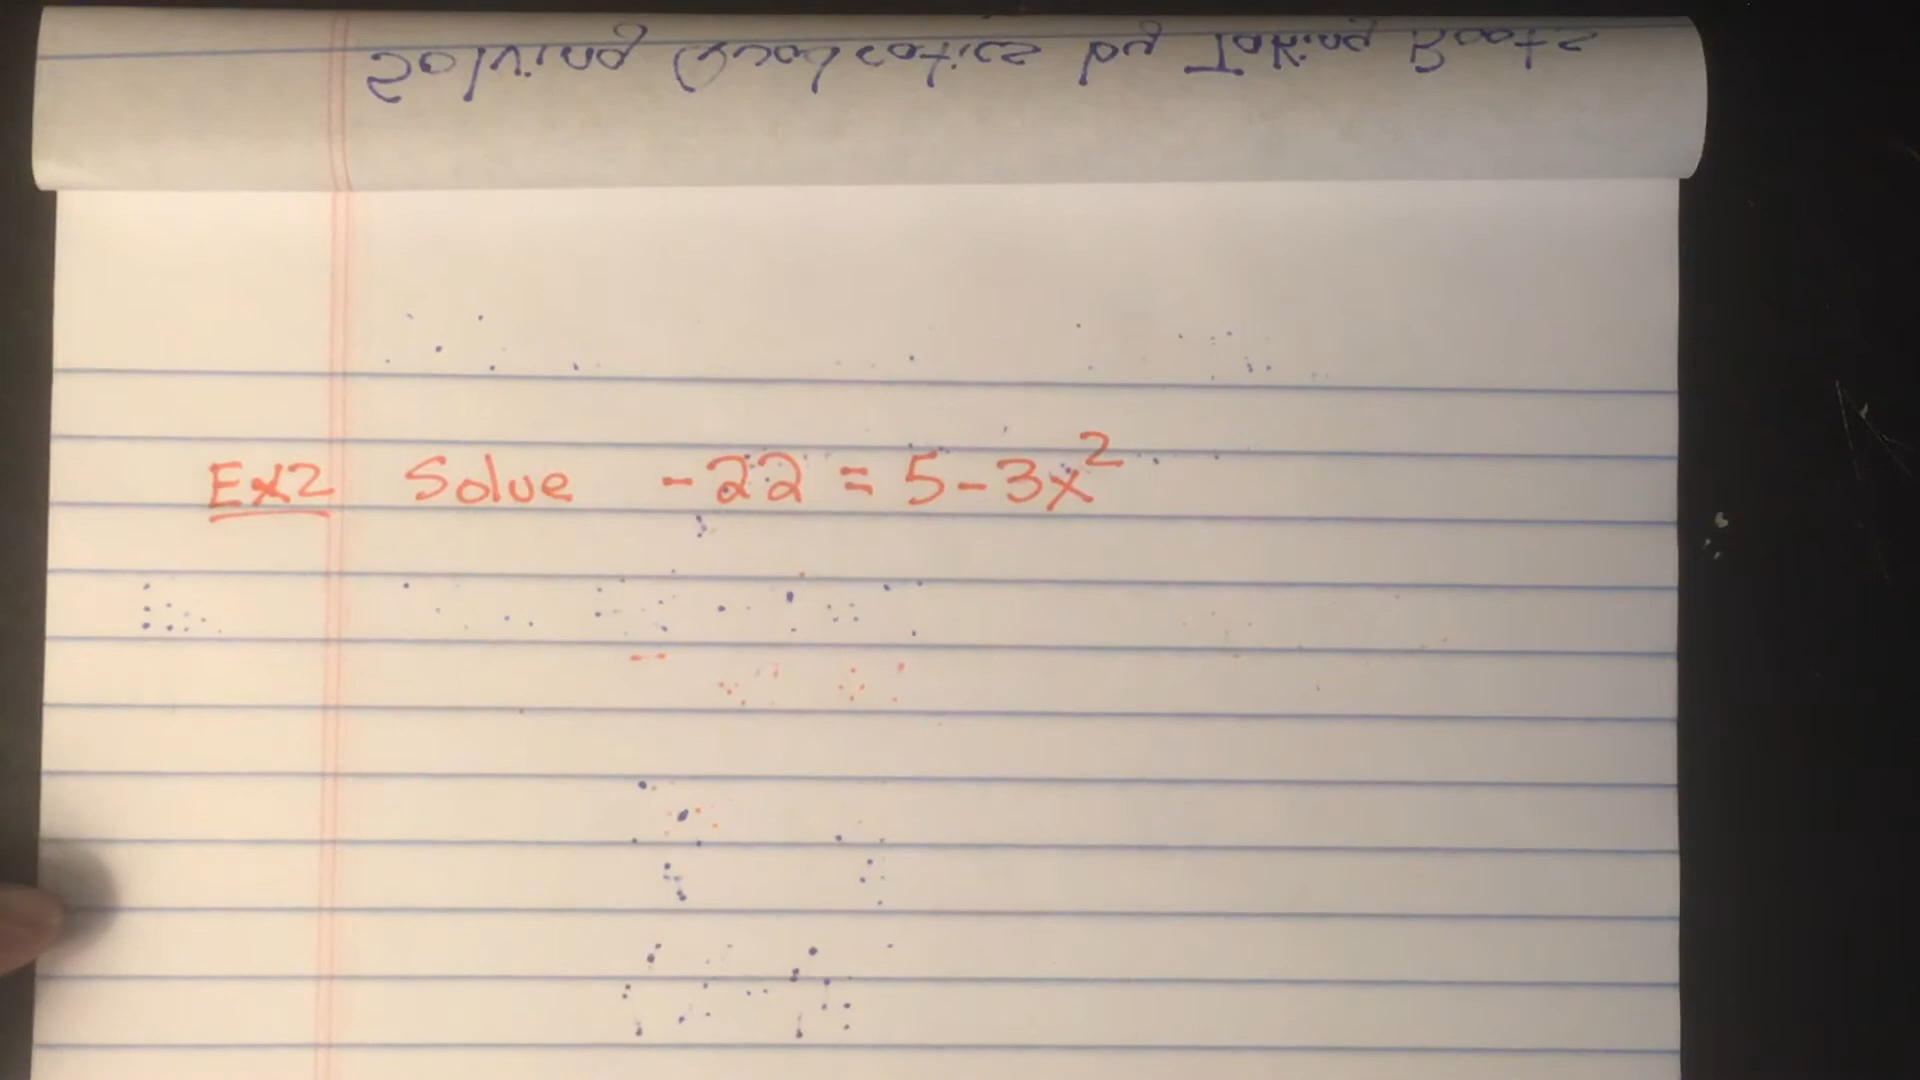 Solving Quadratics by Taking Roots
Ex2 Solve -22 = 5-3x²